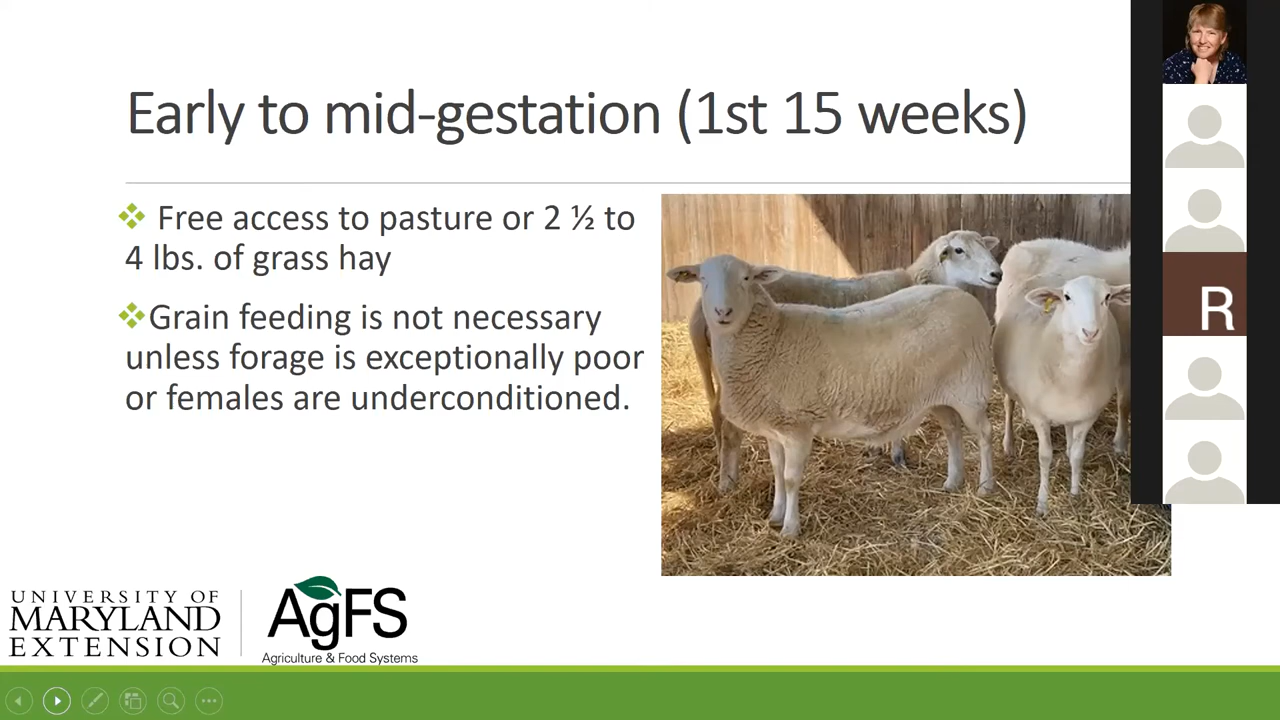 Early to mid-gestation (1st 15 weeks)
❖ Free access to pasture or 2 ½ to
4 lbs. of grass hay
❖Grain feeding is not necessary
unless forage is exceptionally poor
or females are underconditioned.
R
UNIVERSITY OF
MARYLAND
EXTENSION
AgFS
Agriculture & Food Systems